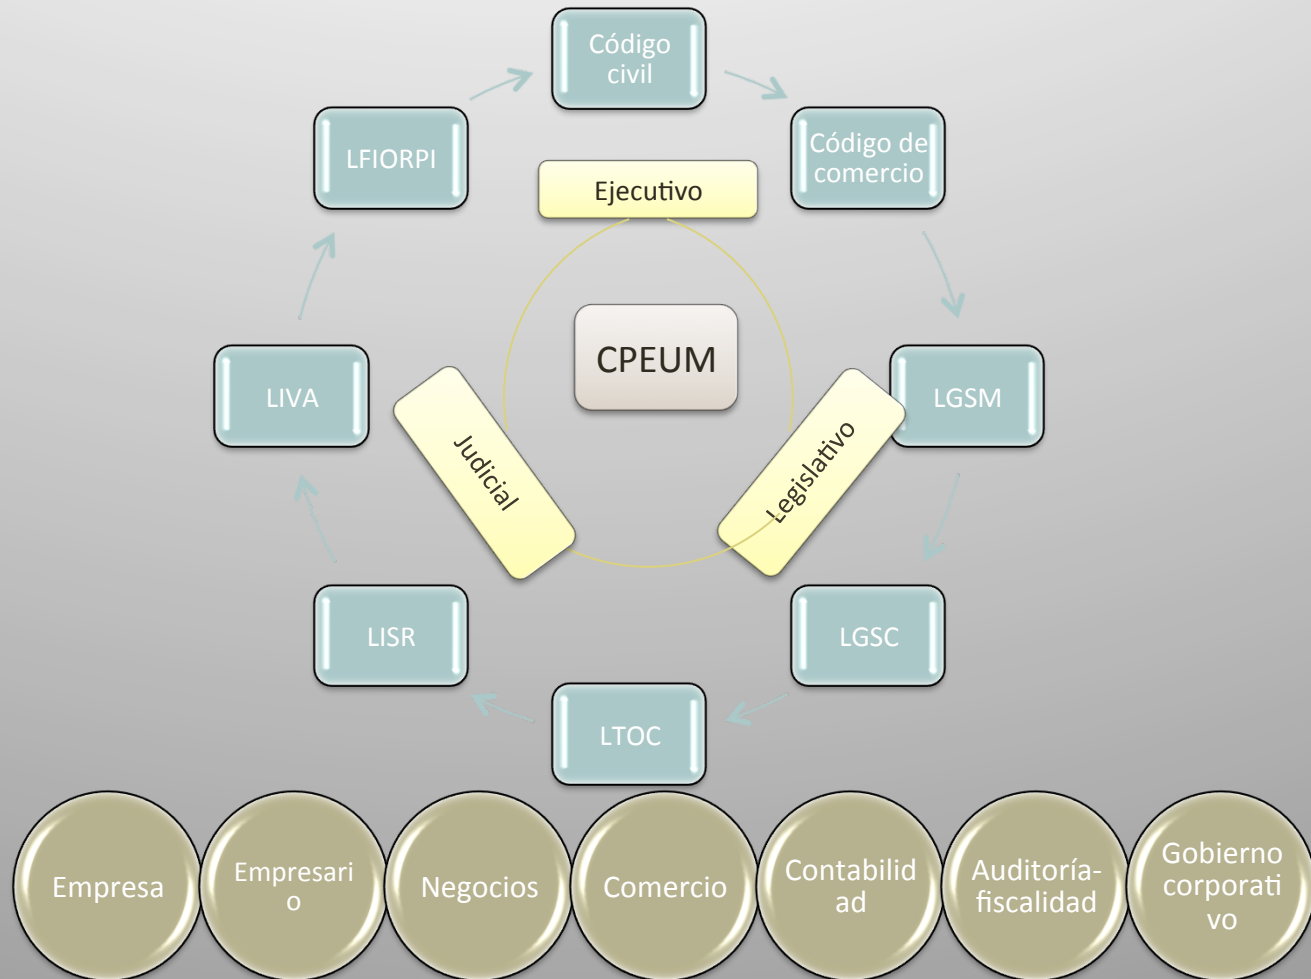 Código
civil
LFIORPI
Código de
comercio
Ejecutivo
CPEUM
LIVA
LGSM
Judicial
Legislativo
LISR
LGSC
LTOC
Empresa
Empresari
o
Negocios
Comercio
Contabilid
ad
Auditoría-
fiscalidad
Gobierno
corporati
vo